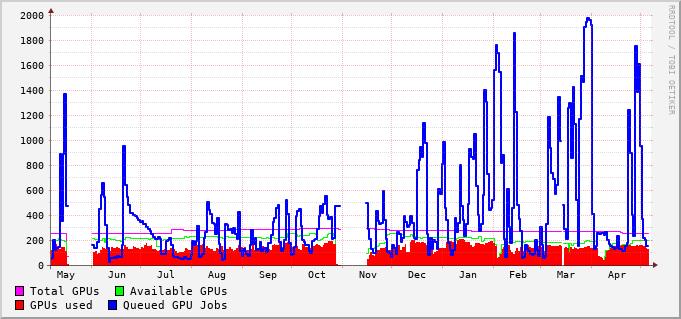 2000
1800
1600
1400
1200
1000
800
600
400
200
0
May Jun Jul Aug Sep Oct Nov Dec Jan Feb Mar Apr
Total GPUs Available GPUs
GPUs used Queued GPU Jobs
RRDTOOL / TOBI OETIKER